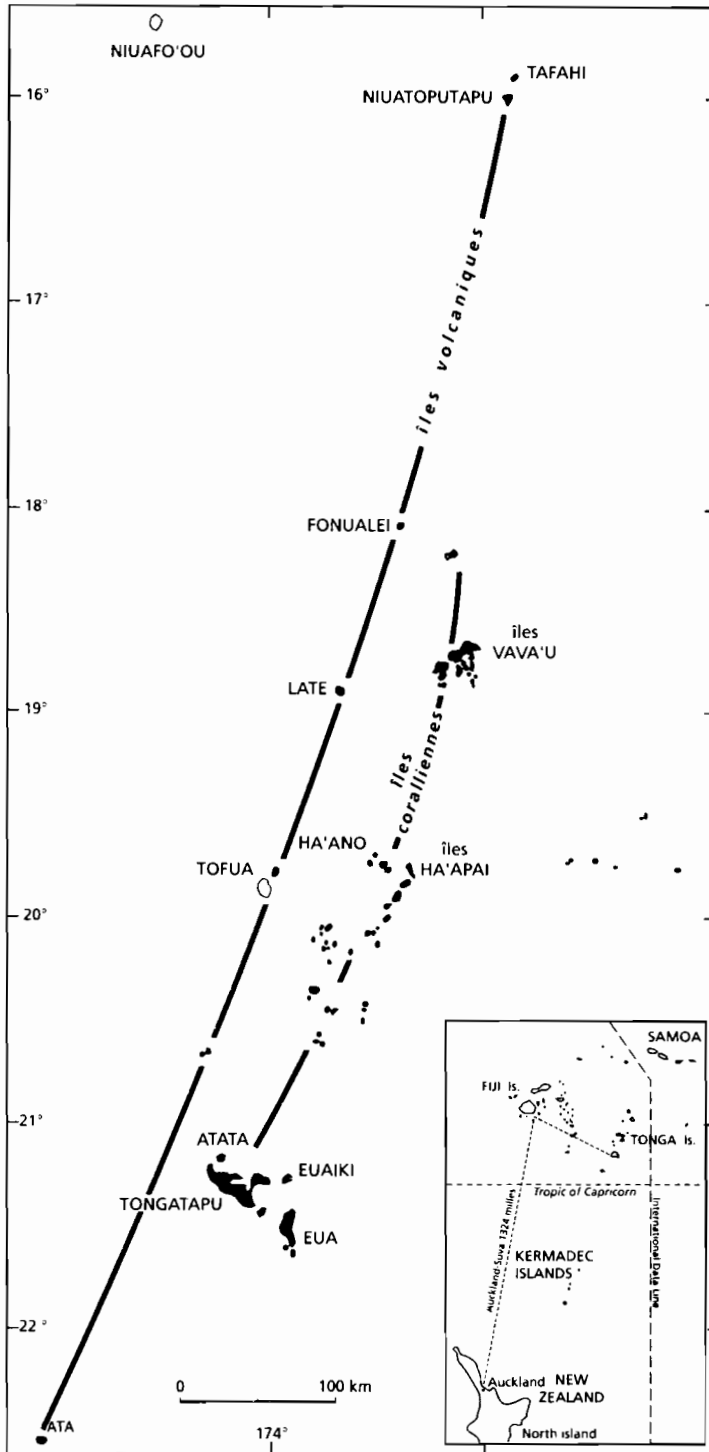 NIUAFO'OU
TAFAHI
NIUATOPUTAPU
16°
îles volcaniques
17°
18°
FONUALEI
îles
VAVA'U
LATE
19°
îles
coralliennes
HA'ANO
îles
HA'APAI
TOFUA
20°
21°
ATATA
EUAIKI
TONGATAPU
EUA
22°
0 100 km
ATA
174°
SAMOA
FIJI Is.
TONGA Is.
Tropic of Capricorn
Auckland-Suva 1324 milles
International Date Line
KERMADEC
ISLANDS
Auckland
NEW
ZEALAND
North island